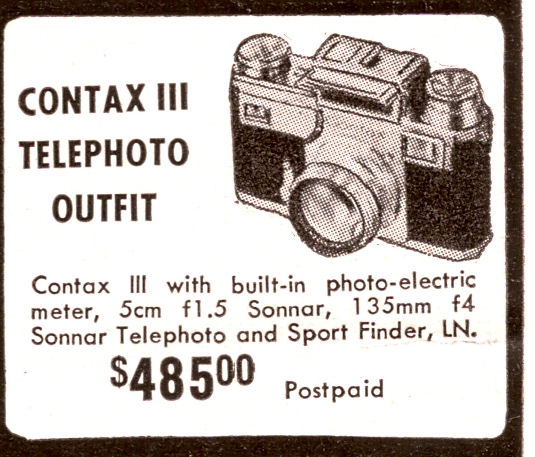 CONTAX III
TELEPHOTO
OUTFIT
Contax III with built-in photo-electric
meter, 5cm f1.5 Sonnar, 135mm f4
Sonnar Telephoto and Sport Finder, LN.
$48500 Postpaid